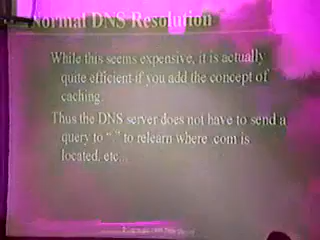 Normal DNS Resolution
While this seems expensive, it is actually
quite efficient if you add the concept of
caching.
Thus the DNS server does not have to send a
query to “.” to relearn where .com is
located, etc...